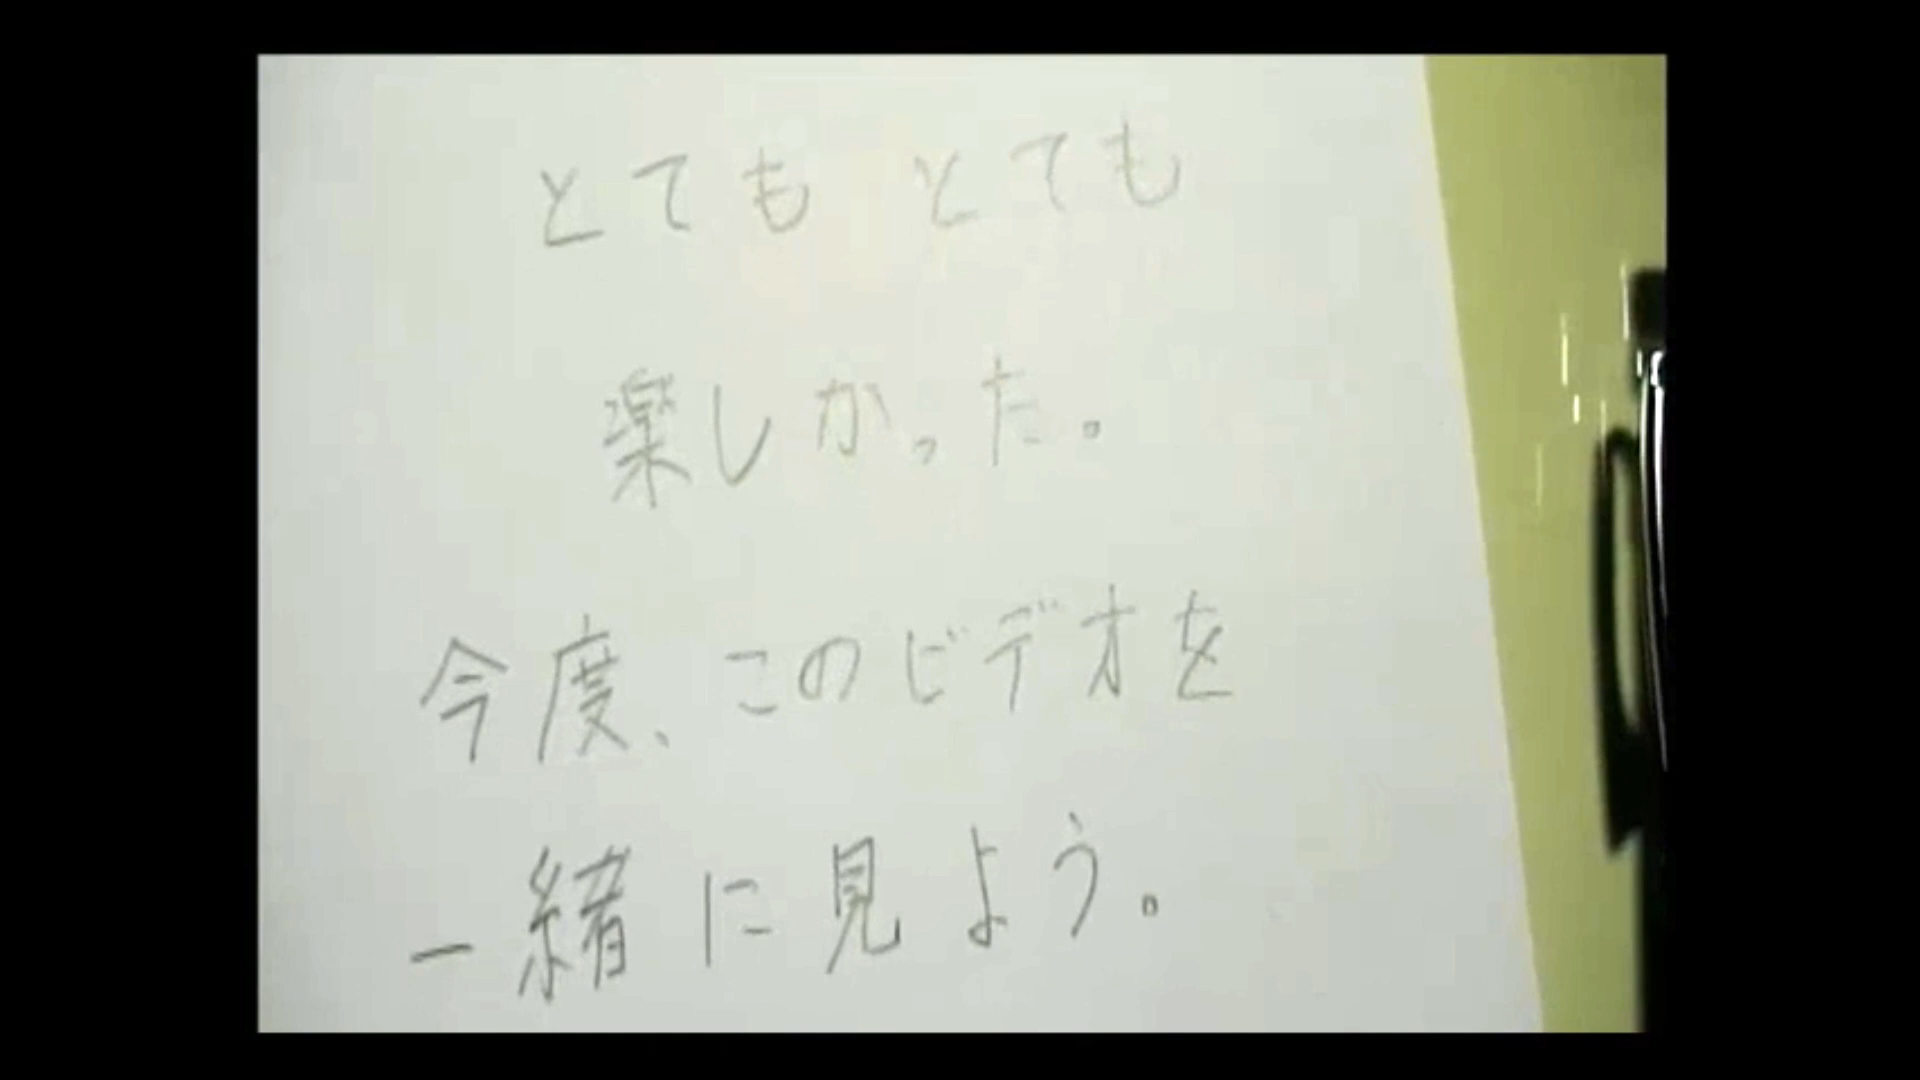 とても とても
楽しかった。
今度、このビデオを
一緒に見よう。